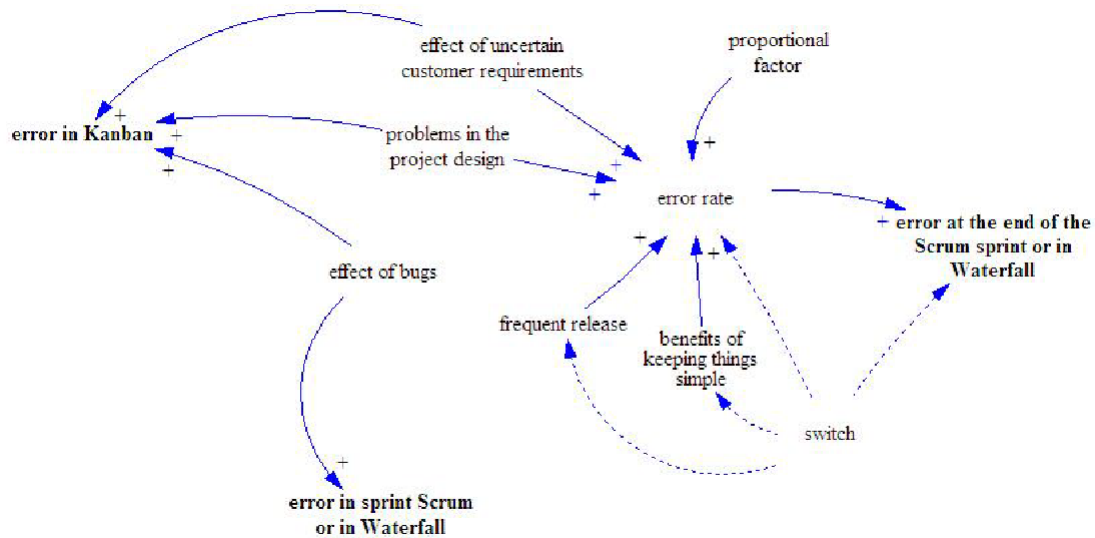 effect of uncertain
customer requirements
proportional
factor
+
error in Kanban
+
+
problems in the
project design
+
+
+
error rate
+ error at the end of the
Scrum sprint or in
Waterfall
+
+
effect of bugs
frequent release
benefits of
keeping things
simple
switch
+
error in sprint Scrum
or in Waterfall